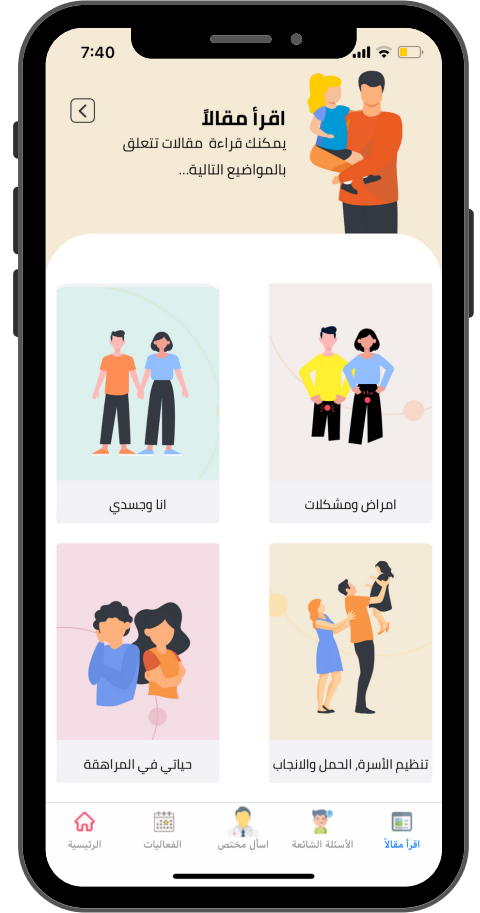 7:40
اقرأ مقالاً
يمكنك قراءة مقالات تتعلق
بالمواضيع التالية...
امراض ومشكلات
انا وجسدي
تنظيم الأسرة, الحمل والانجاب
حياتي في المراهقة
اقرأ مقالاً
الأسئلة الشائعة
اسأل مختص
الفعاليات
الرئيسية